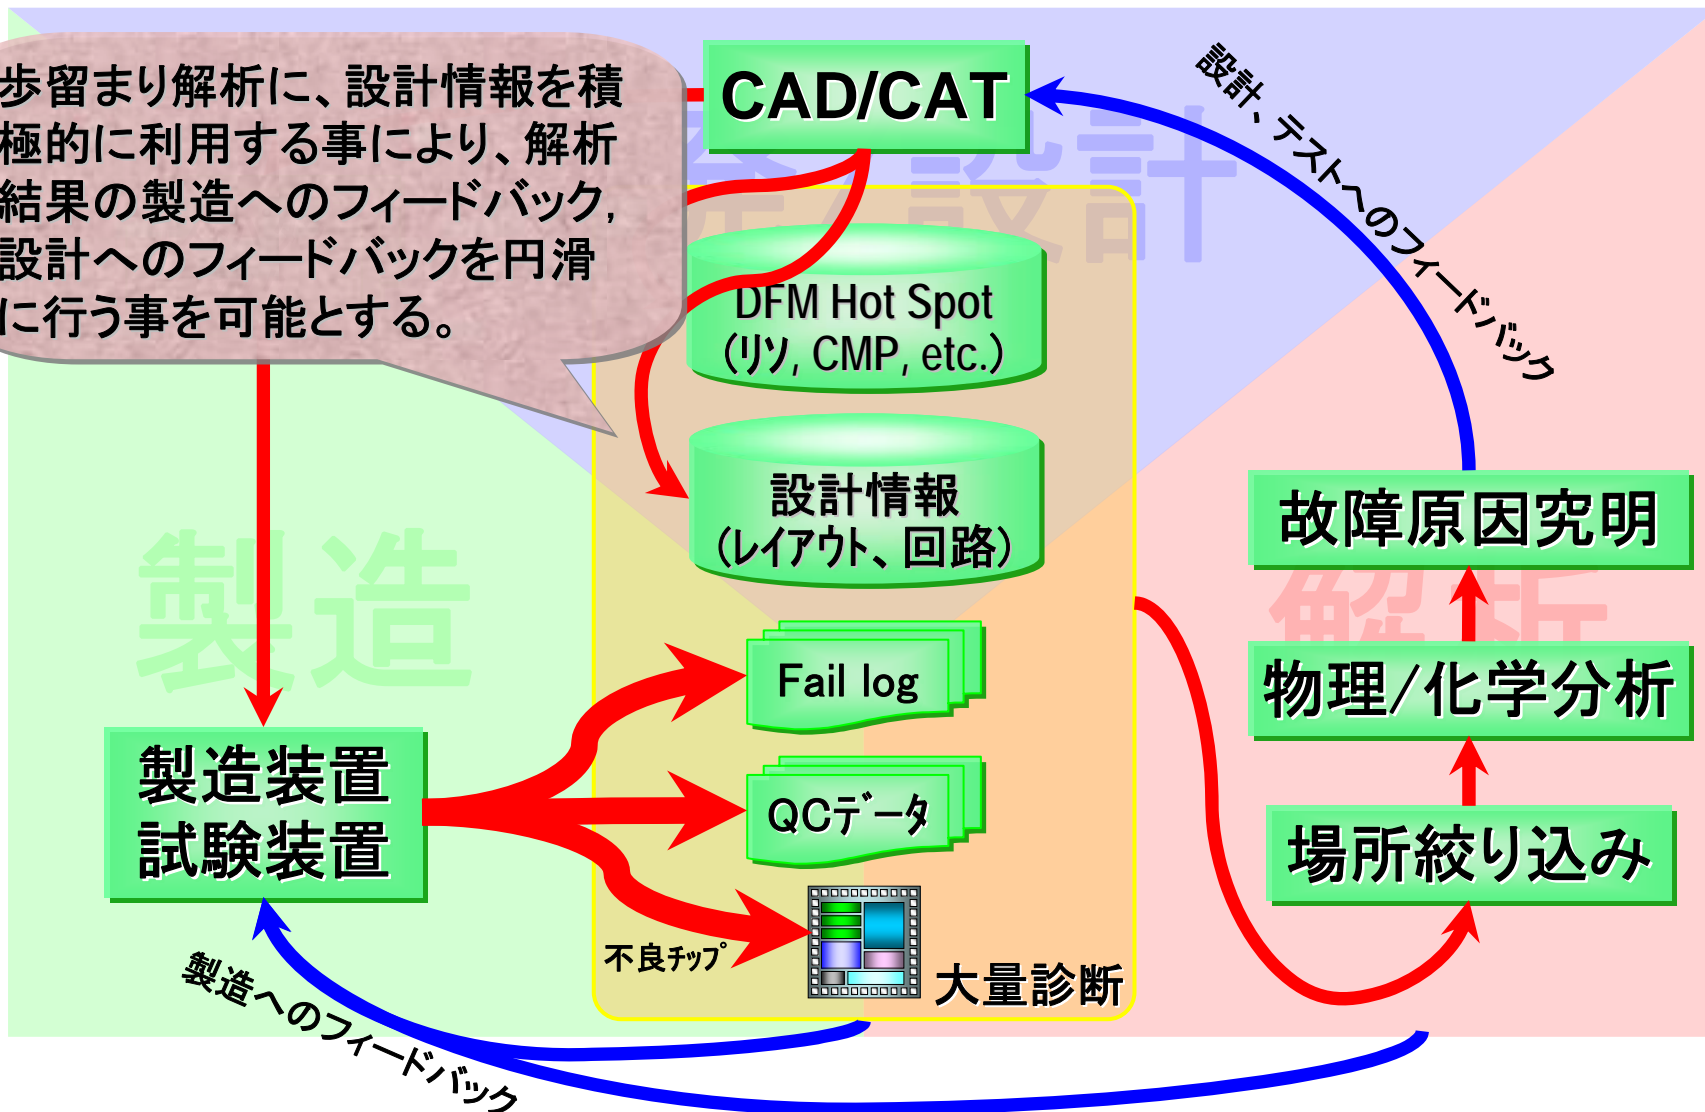 歩留まり解析に、設計情報を積
極的に利用する事により、解析
結果の製造へのフィードバック,
設計へのフィードバックを円滑
に行う事を可能とする。
CAD/CAT
設計、テストへのフィードバック
/設計
DFM Hot Spot
(リソ, CMP, etc.)
設計情報
(レイアウト、回路)
製造
解析
故障原因究明
Fail log
物理/化学分析
製造装置
試験装置
QCデータ
場所絞り込み
不良チップ
大量診断
製造へのフィードバック